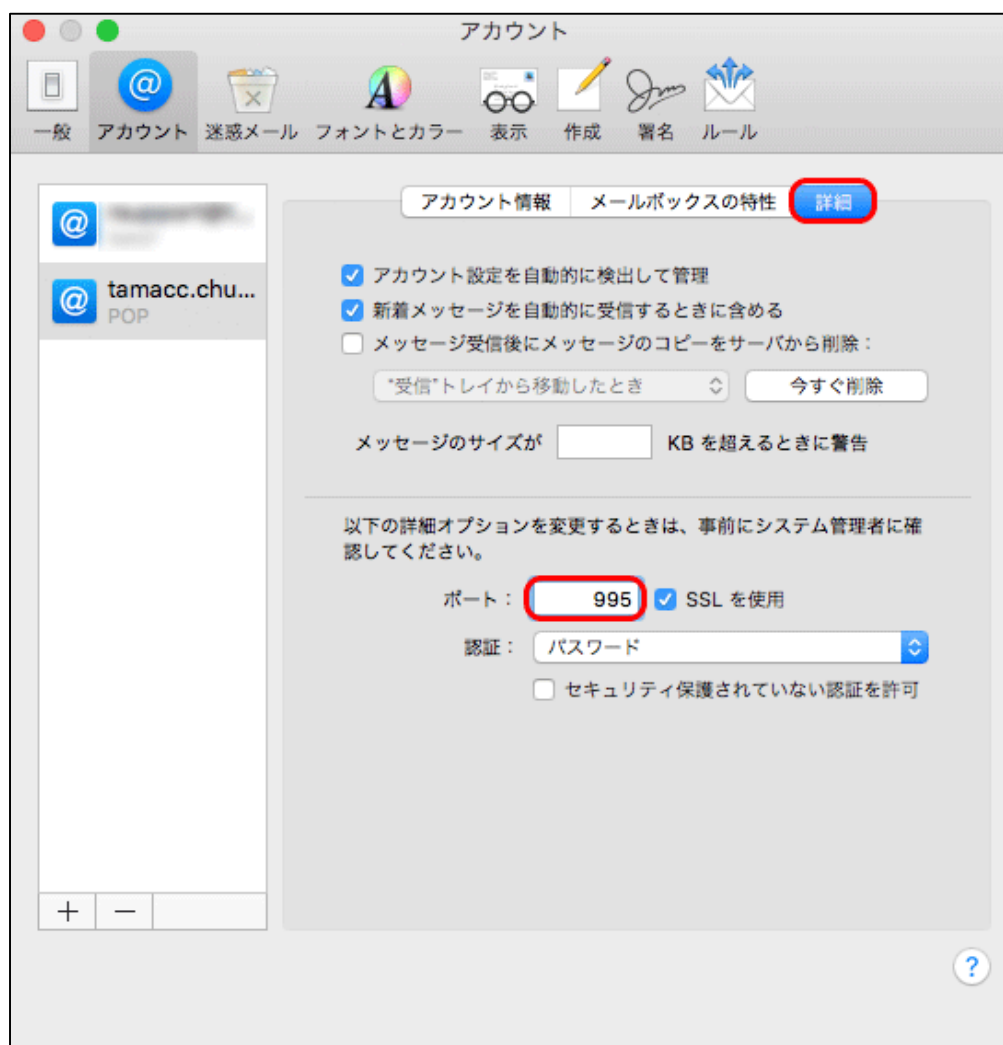 アカウント
一般 アカウント 迷惑メール フォントとカラー 表示 作成 署名 ルール
アカウント情報 メールボックスの特性 詳細
tamacc.chu...
POP
アカウント設定を自動的に検出して管理
新着メッセージを自動的に受信するときに含める
メッセージ受信後にメッセージのコピーをサーバから削除：
"受信"トレイから移動したとき 今すぐ削除
メッセージのサイズが KB を超えるときに警告
以下の詳細オプションを変更するときは、事前にシステム管理者に確
認してください。
ポート： 995 SSL を使用
認証： パスワード
セキュリティ保護されていない認証を許可